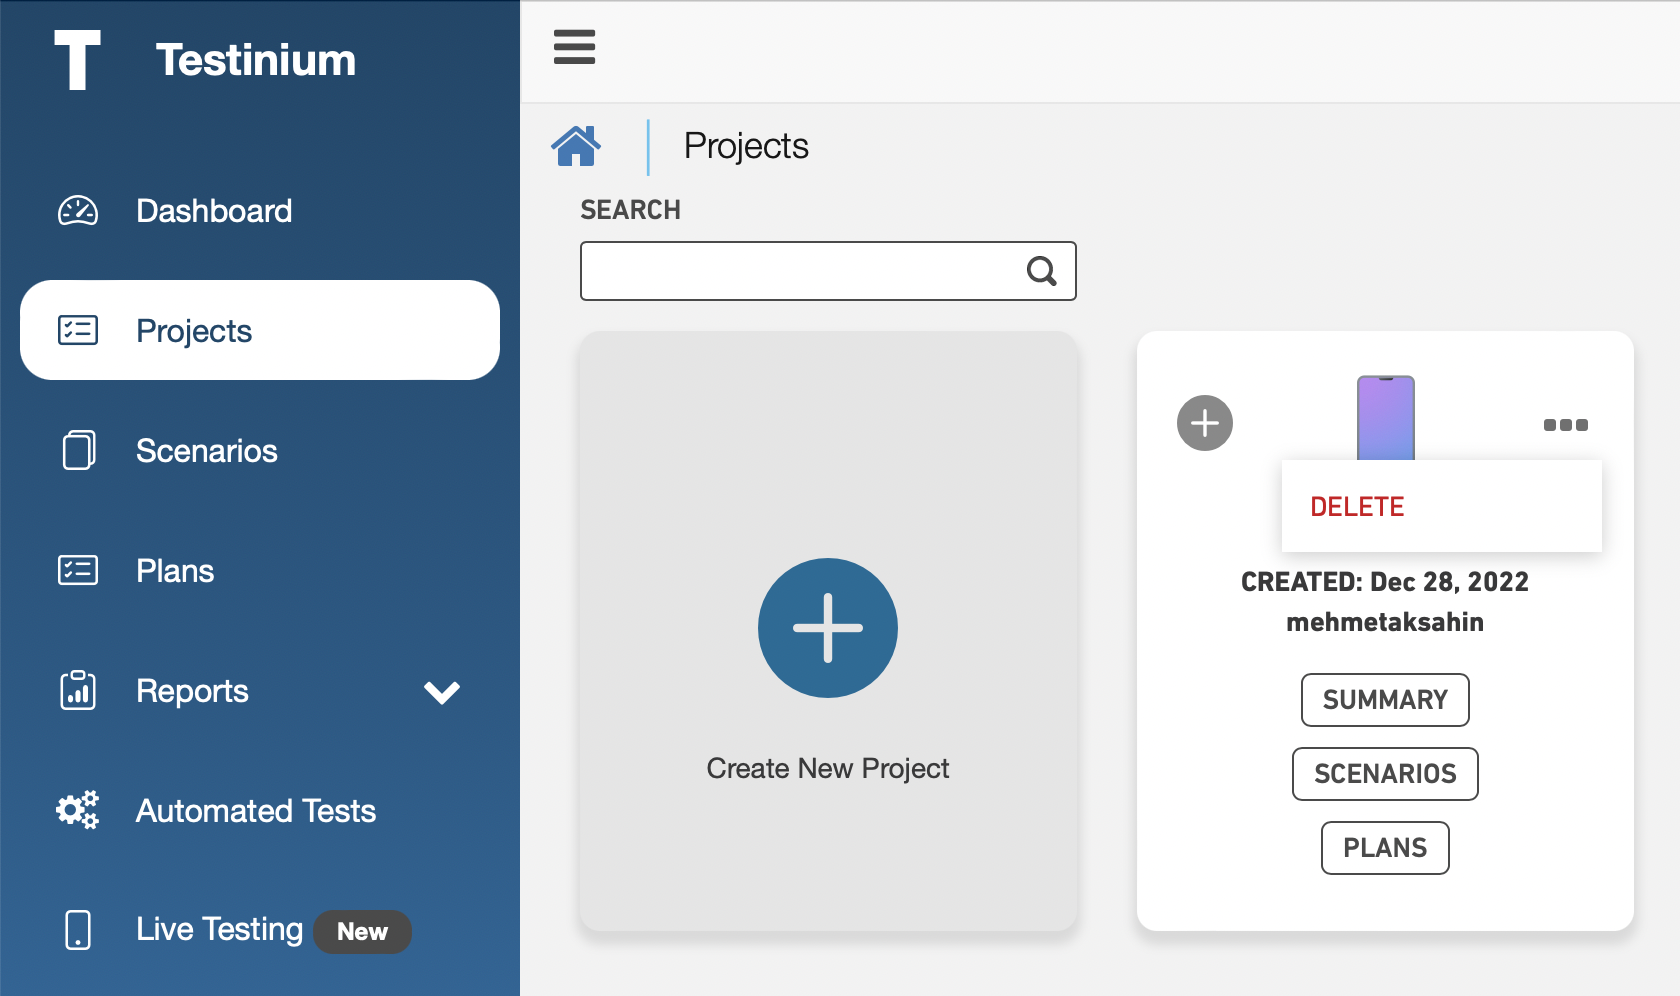 Testinium
Dashboard
Projects
Scenarios
Plans
Reports
Automated Tests
Live Testing New
Projects
SEARCH
Create New Project
DELETE
CREATED: Dec 28, 2022
mehmetaksahin
SUMMARY
SCENARIOS
PLANS